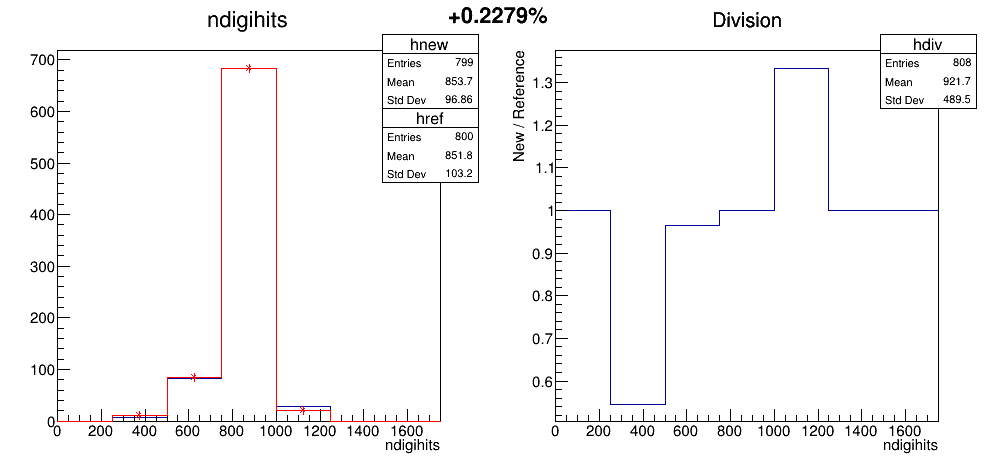 +0.2279%
ndigihits
hnew
Entries 799
Mean 853.7
Std Dev 96.86
href
Entries 800
Mean 851.8
Std Dev 103.2
700
600
500
400
300
200
100
0
0 200 400 600 800 1000 1200 1400 1600
ndigihits
Division
hdiv
Entries 808
Mean 921.7
Std Dev 489.5
New / Reference
1.3
1.2
1.1
1
0.9
0.8
0.7
0.6
0 200 400 600 800 1000 1200 1400 1600
ndigihits